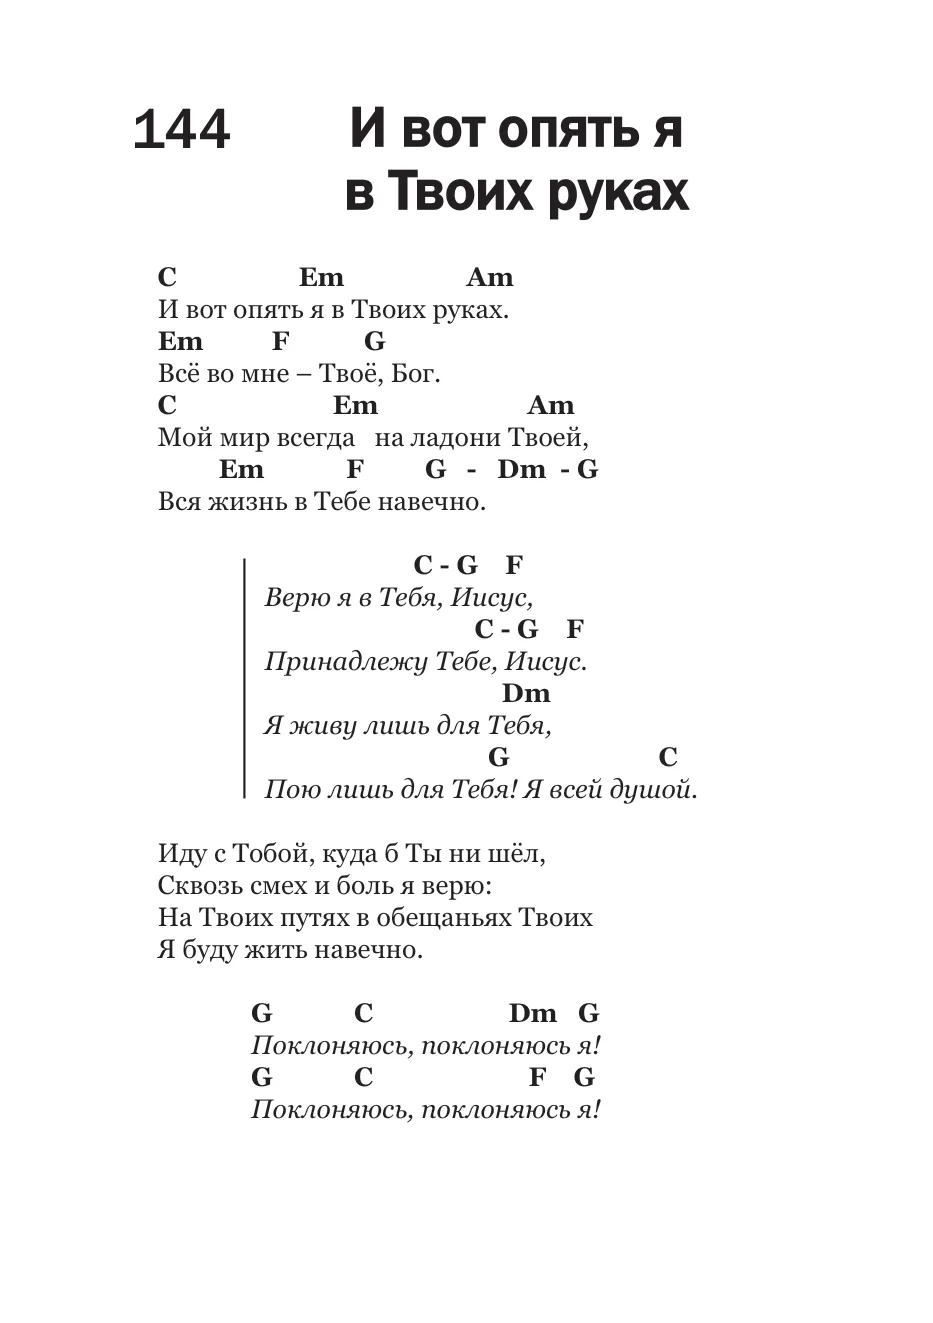 144
И вот опять я
в Твоих руках
C Em Am
И вот опять я в Твоих руках.
Em F G
Всё во мне – Твоё, Бог.
C Em Am
Мой мир всегда на ладони Твоей,
Em F G - Dm - G
Вся жизнь в Тебе навечно.
C - G F
Верю я в Тебя, Иисус,
C - G F
Принадлежу Тебе, Иисус.
Dm
Я живу лишь для Тебя,
G C
Пою лишь для Тебя! Я всей душой.
Иду с Тобой, куда б Ты ни шёл,
Сквозь смех и боль я верю:
На Твоих путях в обещаньях Твоих
Я буду жить навечно.
G C Dm G
Поклоняюсь, поклоняюсь я!
G C F G
Поклоняюсь, поклоняюсь я!